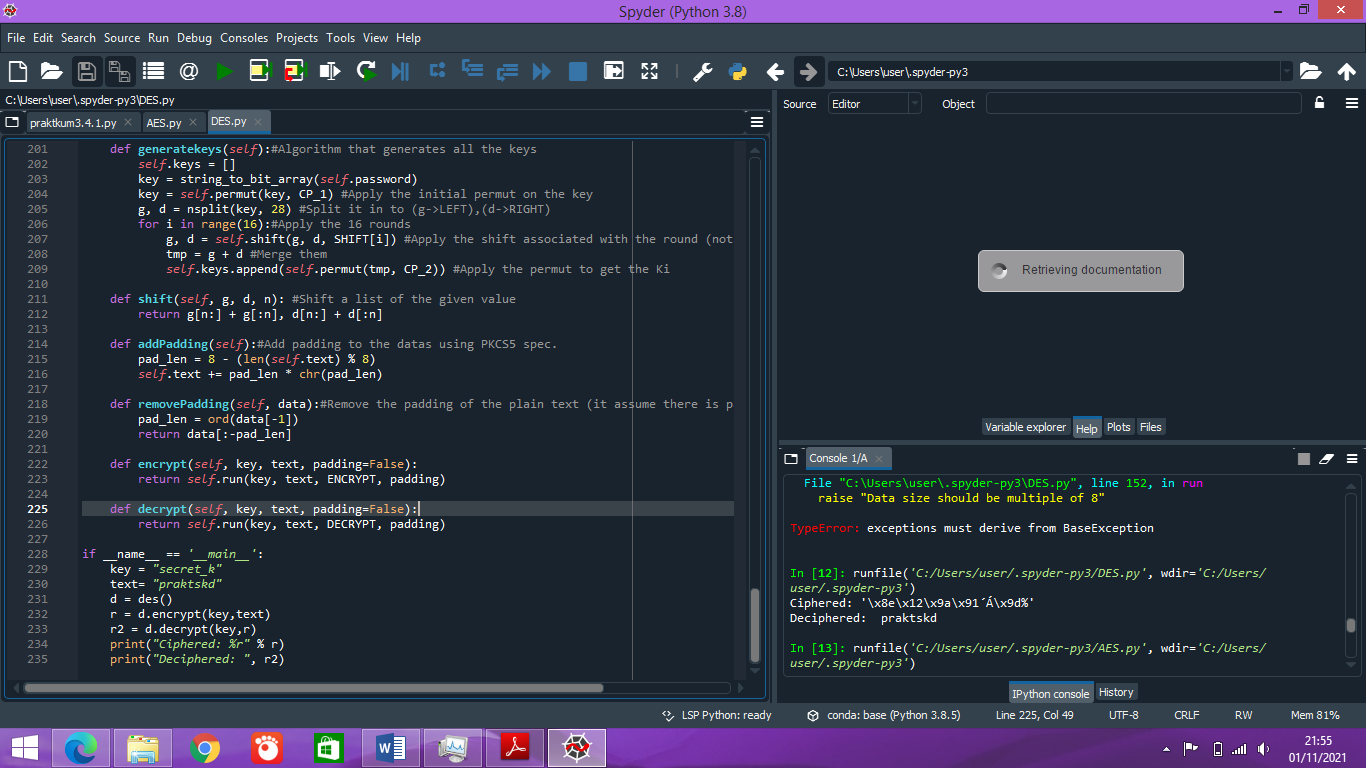 Spyder (Python 3.8)
File Edit Search Source Run Debug Consoles Projects Tools View Help
C:\Users\user\.spyder-py3
C:\Users\user\.spyder-py3\DES.py
praktkum3.4.1.py AES.py DES.py
201 def generatekeys(self):#Algorithm that generates all the keys
202 self.keys = []
203 key = string_to_bit_array(self.password)
204 key = self.permut(key, CP_1) #Apply the initial permut on the key
205 g, d = nsplit(key, 28) #Split it in to (g->LEFT),(d->RIGHT)
206 for i in range(16):#Apply the 16 rounds
207 g, d = self.shift(g, d, SHIFT[i]) #Apply the shift associated with the round (not
208 tmp = g + d #Merge them
209 self.keys.append(self.permut(tmp, CP_2)) #Apply the permut to get the Ki
210
211 def shift(self, g, d, n): #Shift a list of the given value
212 return g[n:] + g[:n], d[n:] + d[:n]
213
214 def addPadding(self):#Add padding to the datas using PKCS5 spec.
215 pad_len = 8 - (len(self.text) % 8)
216 self.text += pad_len * chr(pad_len)
217
218 def removePadding(self, data):#Remove the padding of the plain text (it assume there is p
219 pad_len = ord(data[-1])
220 return data[:-pad_len]
221
222 def encrypt(self, key, text, padding=False):
223 return self.run(key, text, ENCRYPT, padding)
224
225 def decrypt(self, key, text, padding=False):
226 return self.run(key, text, DECRYPT, padding)
227
228 if __name__ == '__main__':
229 key = "secret_k"
230 text= "praktskd"
231 d = des()
232 r = d.encrypt(key,text)
233 r2 = d.decrypt(key,r)
234 print("Ciphered: %r" % r)
235 print("Deciphered: ", r2)
Source Editor Object
Retrieving documentation
Variable explorer Help Plots Files
Console 1/A
File "C:\Users\user\.spyder-py3\DES.py", line 152, in run
raise "Data size should be multiple of 8"
TypeError: exceptions must derive from BaseException
In [12]: runfile('C:/Users/user/.spyder-py3/DES.py', wdir='C:/Users/
user/.spyder-py3')
Ciphered: '\x8e\x12\x9a\x91´Á\x9d%'
Deciphered:  praktskd
In [13]: runfile('C:/Users/user/.spyder-py3/AES.py', wdir='C:/Users/
user/.spyder-py3')
IPython console History
LSP Python: ready conda: base (Python 3.8.5) Line 225, Col 49 UTF-8 CRLF RW Mem 81%
21:55
01/11/2021